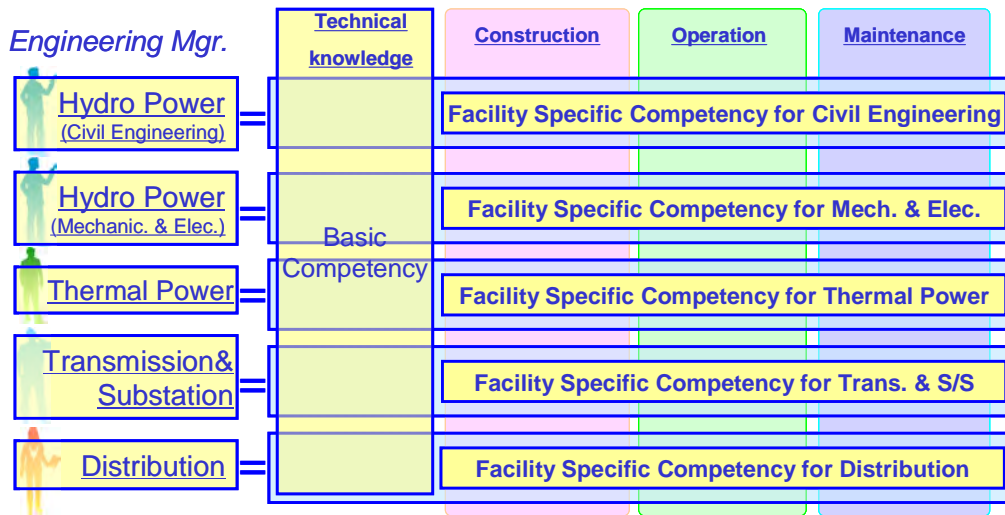 Engineering Mgr.
Technical
knowledge
Construction
Operation
Maintenance
Hydro Power
(Civil Engineering)
=
Facility Specific Competency for Civil Engineering
Hydro Power
(Mechanic. & Elec.)
=
Facility Specific Competency for Mech. & Elec.
Basic
Competency
Thermal Power
=
Facility Specific Competency for Thermal Power
Transmission&
Substation
=
Facility Specific Competency for Trans. & S/S
Distribution
=
Facility Specific Competency for Distribution